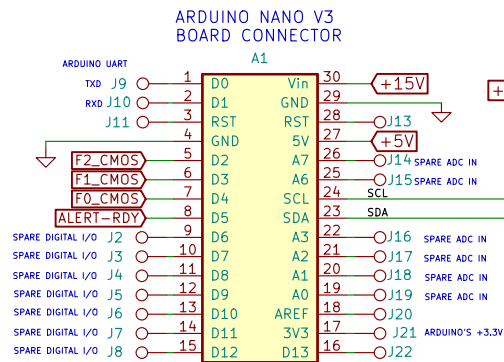 ARDUINO NANO V3
BOARD CONNECTOR
A1
ARDUINO UART
TXD J9 1 D0 Vin 30 +15V
RXD J10 2 D1 GND 29
J11 3 RST RST 28 J13
4 GND 5V 27 +5V
F2_CMOS 5 D2 A7 26 J14 SPARE ADC IN
F1_CMOS 6 D3 A6 25 J15 SPARE ADC IN
F0_CMOS 7 D4 SCL 24 SCL
ALERT-RDY 8 D5 SDA 23 SDA
SPARE DIGITAL I/O J2 9 D6 A3 22 J16 SPARE ADC IN
SPARE DIGITAL I/O J3 10 D7 A2 21 J17 SPARE ADC IN
SPARE DIGITAL I/O J4 11 D8 A1 20 J18 SPARE ADC IN
SPARE DIGITAL I/O J5 12 D9 A0 19 J19 SPARE ADC IN
SPARE DIGITAL I/O J6 13 D10 AREF 18 J20
SPARE DIGITAL I/O J7 14 D11 3V3 17 J21 ARDUINO'S +3.3V
SPARE DIGITAL I/O J8 15 D12 D13 16 J22
+